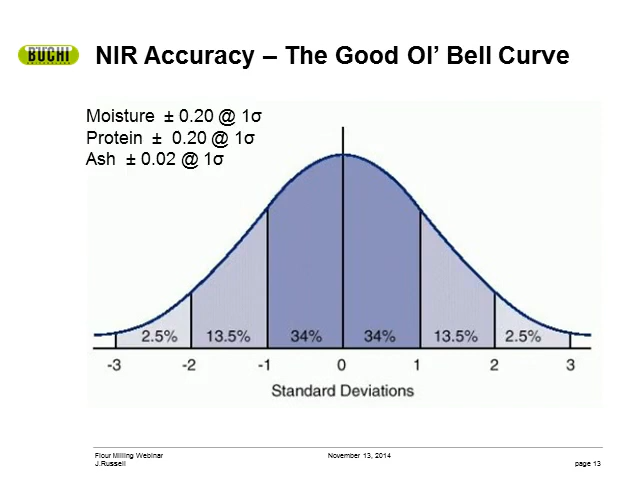 BUCHI
NIR Accuracy – The Good Ol’ Bell Curve
Moisture ± 0.20 @ 1σ
Protein ± 0.20 @ 1σ
Ash ± 0.02 @ 1σ
2.5% 13.5% 34% 34% 13.5% 2.5%
-3 -2 -1 0 1 2 3
Standard Deviations
Flour Milling Webinar November 13, 2014
J.Russell page 13